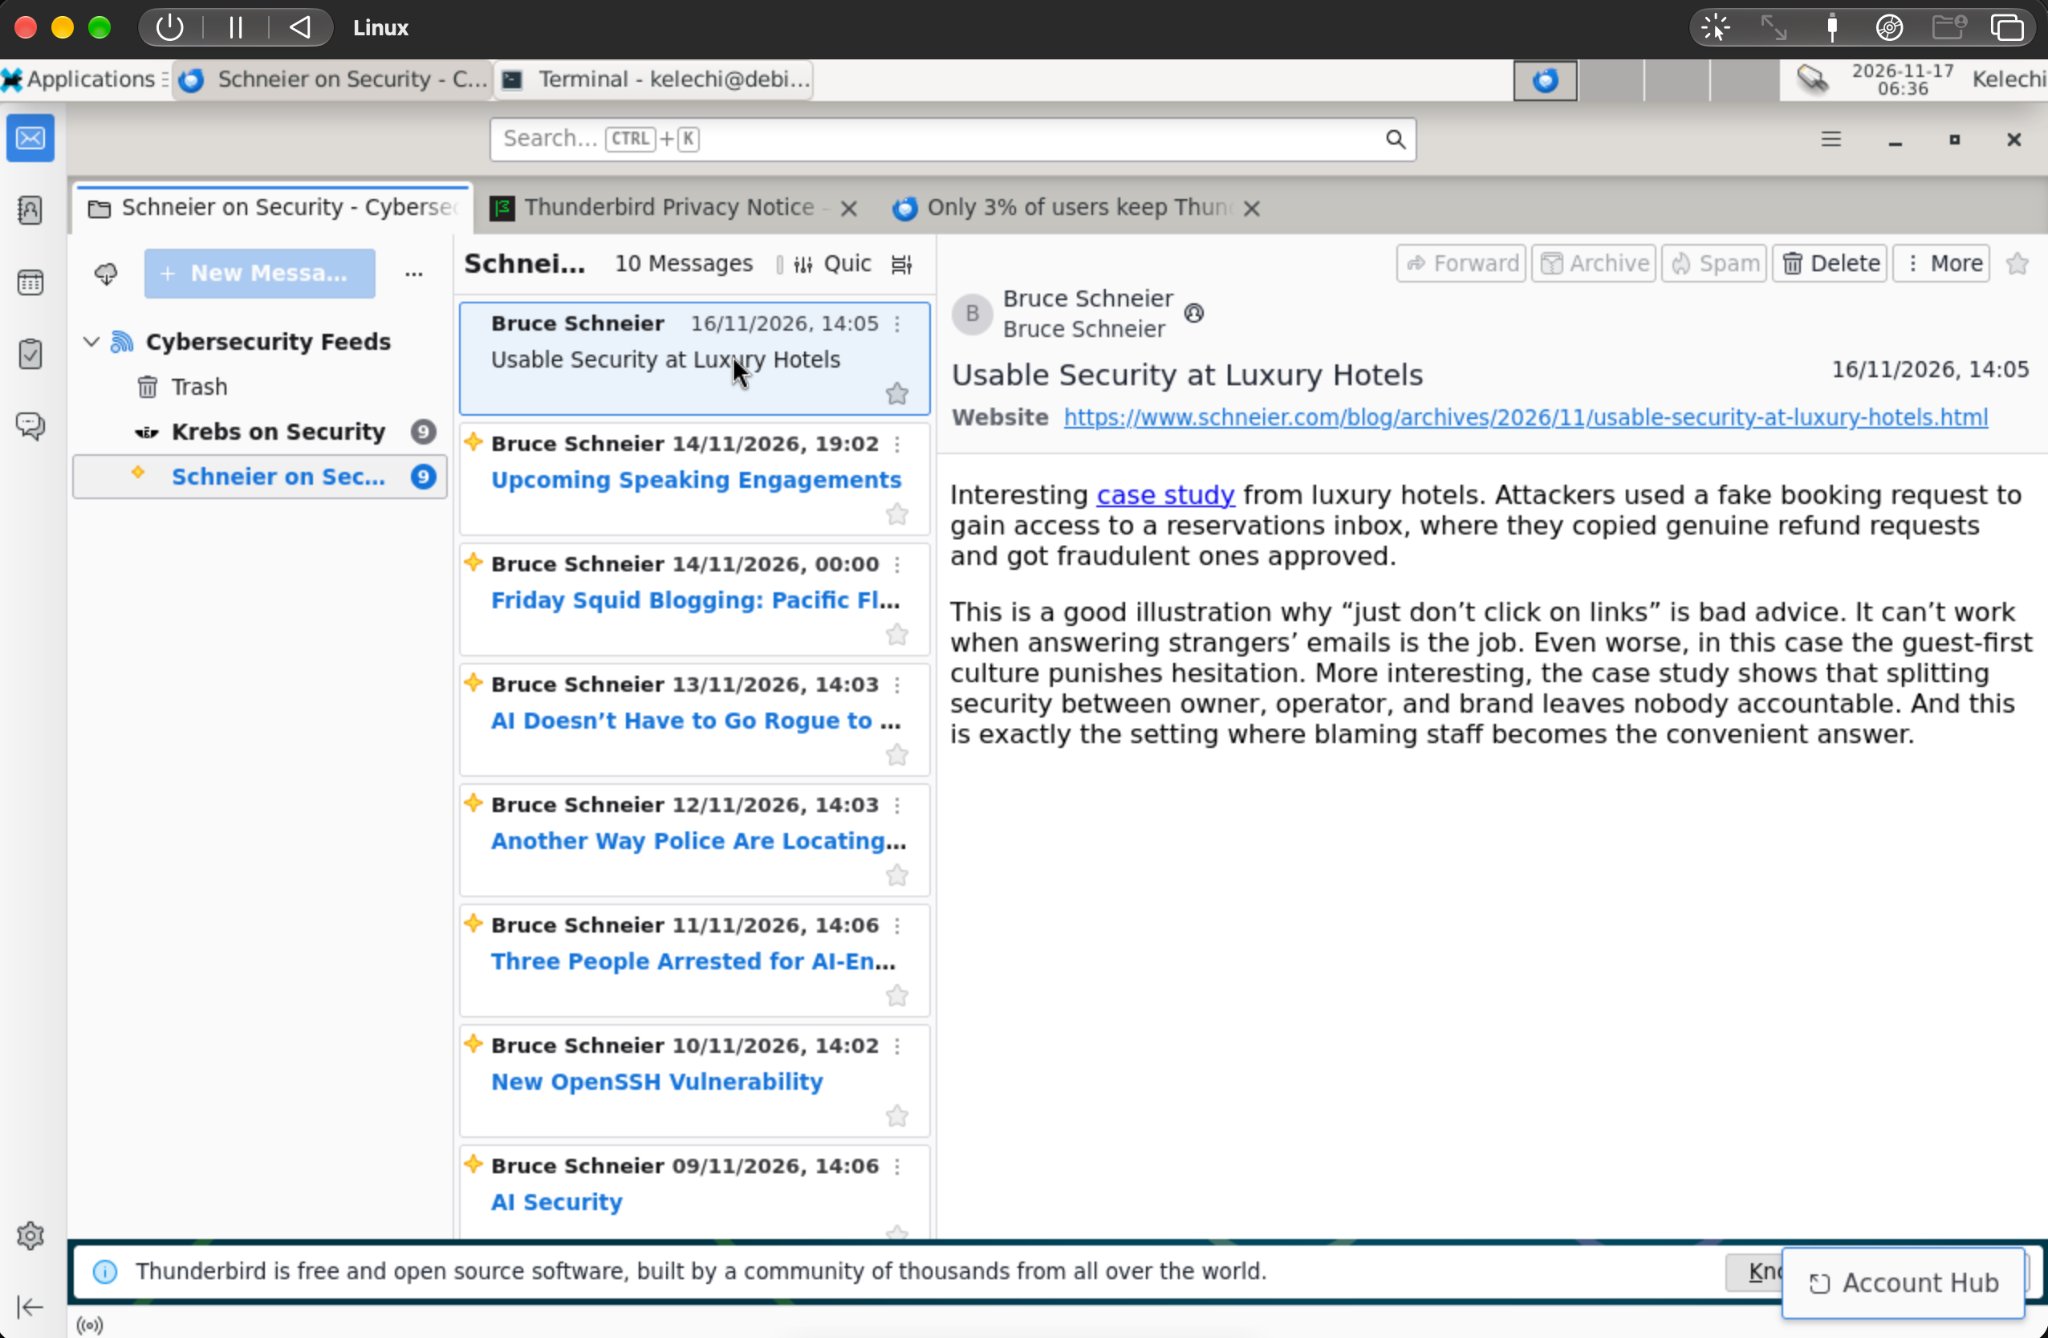 Linux
Applications
Schneier on Security - C...
Terminal - kelechi@debi...
2026-11-17
06:36
Kelechi
Search... CTRL + K
Schneier on Security - Cyberse
Thunderbird Privacy Notice -
Only 3% of users keep Thun
+ New Messa...
Cybersecurity Feeds
Trash
Krebs on Security 9
Schneier on Sec... 9
Schnei... 10 Messages Quic
Bruce Schneier 16/11/2026, 14:05
Usable Security at Luxury Hotels
Bruce Schneier 14/11/2026, 19:02
Upcoming Speaking Engagements
Bruce Schneier 14/11/2026, 00:00
Friday Squid Blogging: Pacific Fl...
Bruce Schneier 13/11/2026, 14:03
AI Doesn’t Have to Go Rogue to ...
Bruce Schneier 12/11/2026, 14:03
Another Way Police Are Locating...
Bruce Schneier 11/11/2026, 14:06
Three People Arrested for AI-En...
Bruce Schneier 10/11/2026, 14:02
New OpenSSH Vulnerability
Bruce Schneier 09/11/2026, 14:06
AI Security
Forward Archive Spam Delete More
B
Bruce Schneier
Bruce Schneier
Usable Security at Luxury Hotels 16/11/2026, 14:05
Website https://www.schneier.com/blog/archives/2026/11/usable-security-at-luxury-hotels.html
Interesting case study from luxury hotels. Attackers used a fake booking request to
gain access to a reservations inbox, where they copied genuine refund requests
and got fraudulent ones approved.
This is a good illustration why “just don’t click on links” is bad advice. It can’t work
when answering strangers’ emails is the job. Even worse, in this case the guest-first
culture punishes hesitation. More interesting, the case study shows that splitting
security between owner, operator, and brand leaves nobody accountable. And this
is exactly the setting where blaming staff becomes the convenient answer.
Thunderbird is free and open source software, built by a community of thousands from all over the world.
Kno
Account Hub